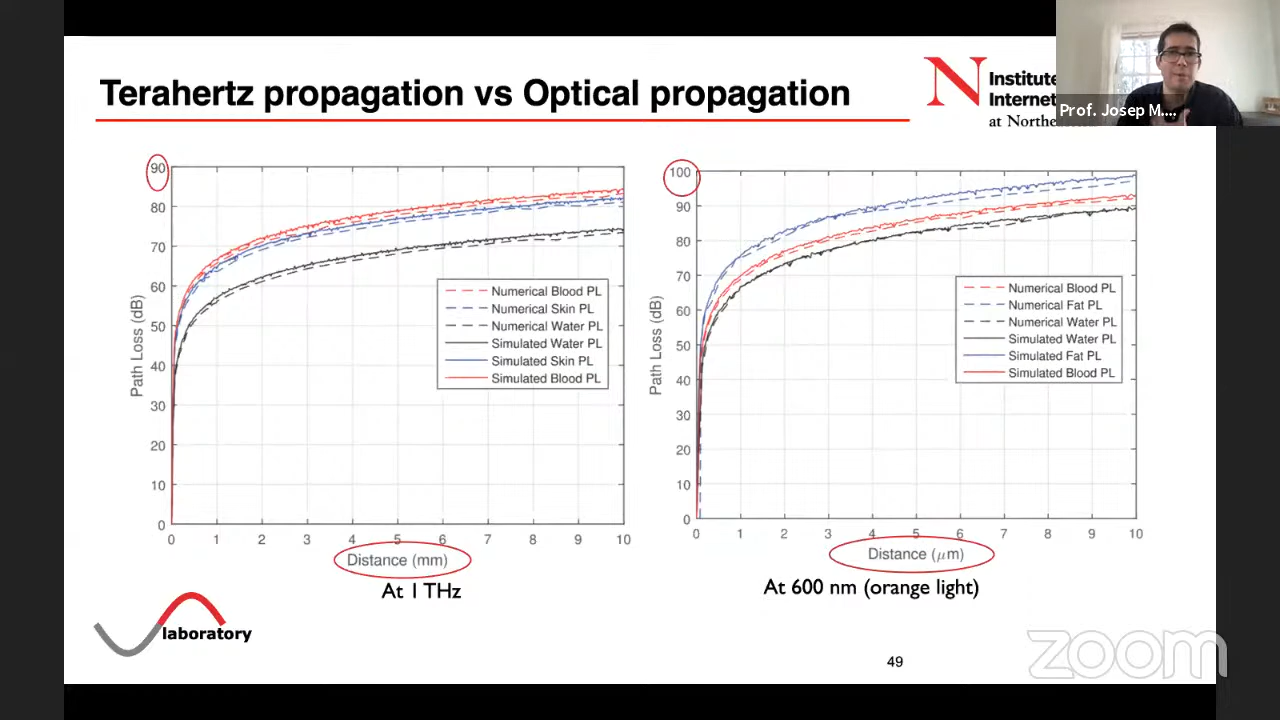 Terahertz propagation vs Optical propagation
N
Institute
Internet
at Northe
Prof. Josep M....
90
80
70
60
50
40
30
20
10
0
Path Loss (dB)
Numerical Blood PL
Numerical Skin PL
Numerical Water PL
Simulated Water PL
Simulated Skin PL
Simulated Blood PL
0 1 2 3 4 5 6 7 8 9 10
Distance (mm)
At 1 THz
100
90
80
70
60
50
40
30
20
10
0
Path Loss (dB)
Numerical Blood PL
Numerical Fat PL
Numerical Water PL
Simulated Water PL
Simulated Fat PL
Simulated Blood PL
0 1 2 3 4 5 6 7 8 9 10
Distance (μm)
At 600 nm (orange light)
laboratory
49
zoom